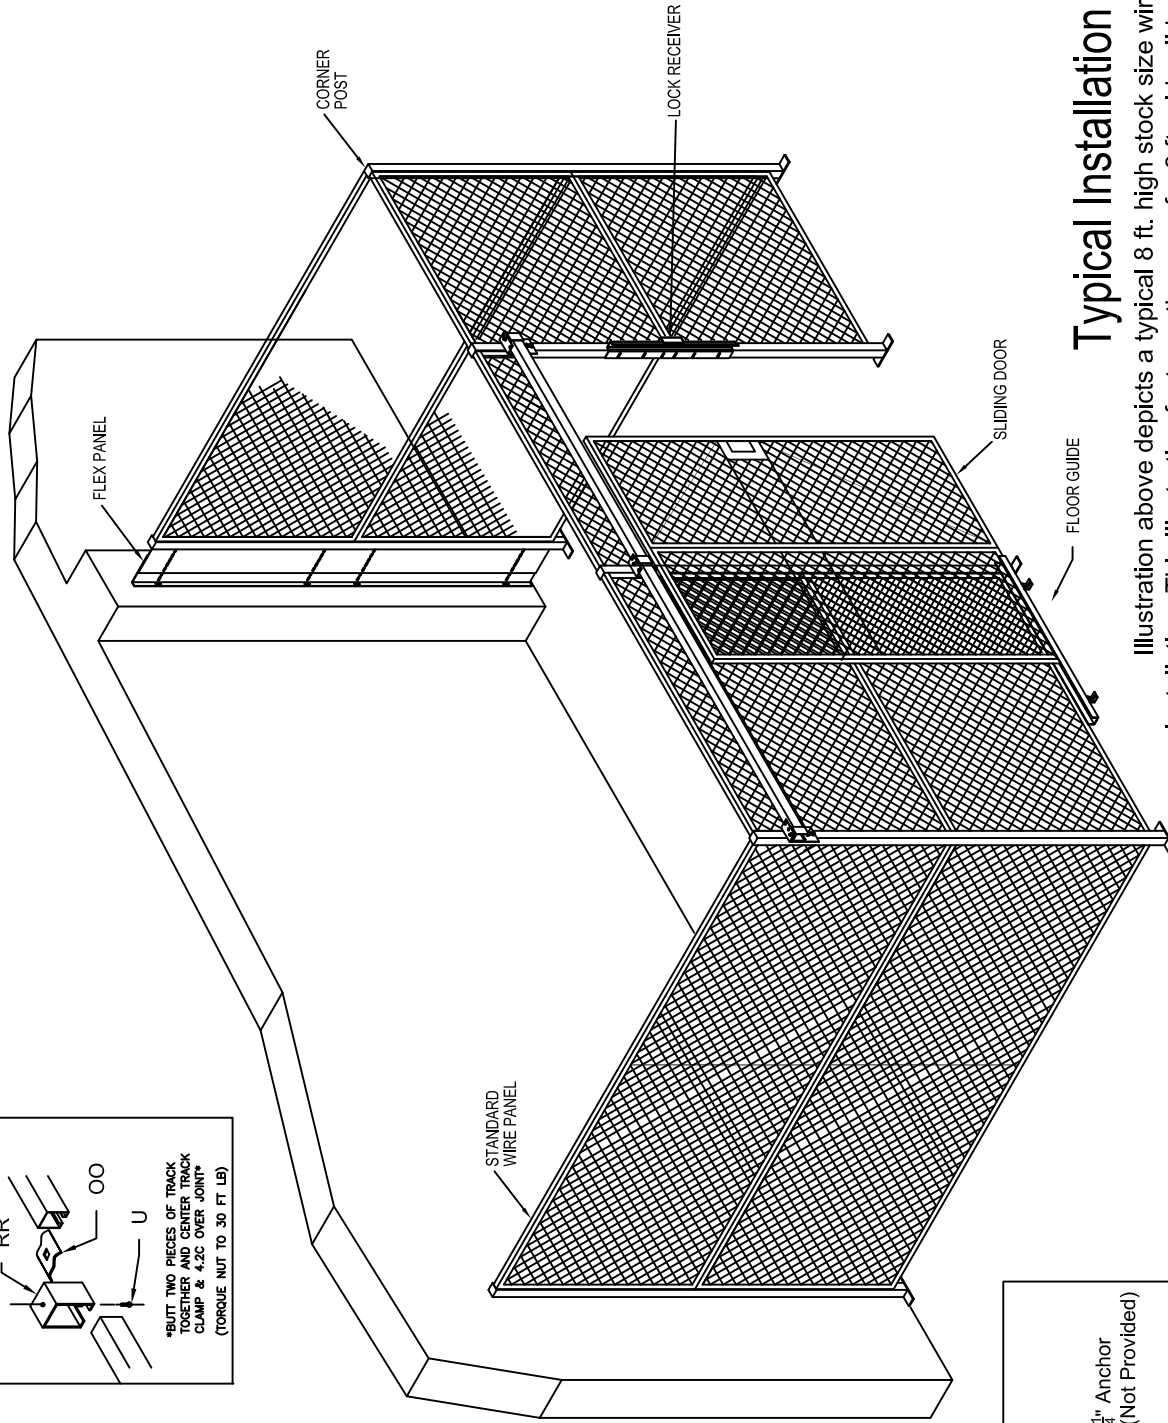 RR
OO
U
*BUTT TWO PIECES OF TRACK
TOGETHER AND CENTER TRACK
CLAMP & 4.2C OVER JOINT*
(TORQUE NUT TO 30 FT LB)
FLEX PANEL
CORNER
POST
LOCK RECEIVER
STANDARD
WIRE PANEL
SLIDING DOOR
FLOOR GUIDE
1/4" Anchor
(Not Provided)
Typical Installation
Illustration above depicts a typical 8 ft. high stock size